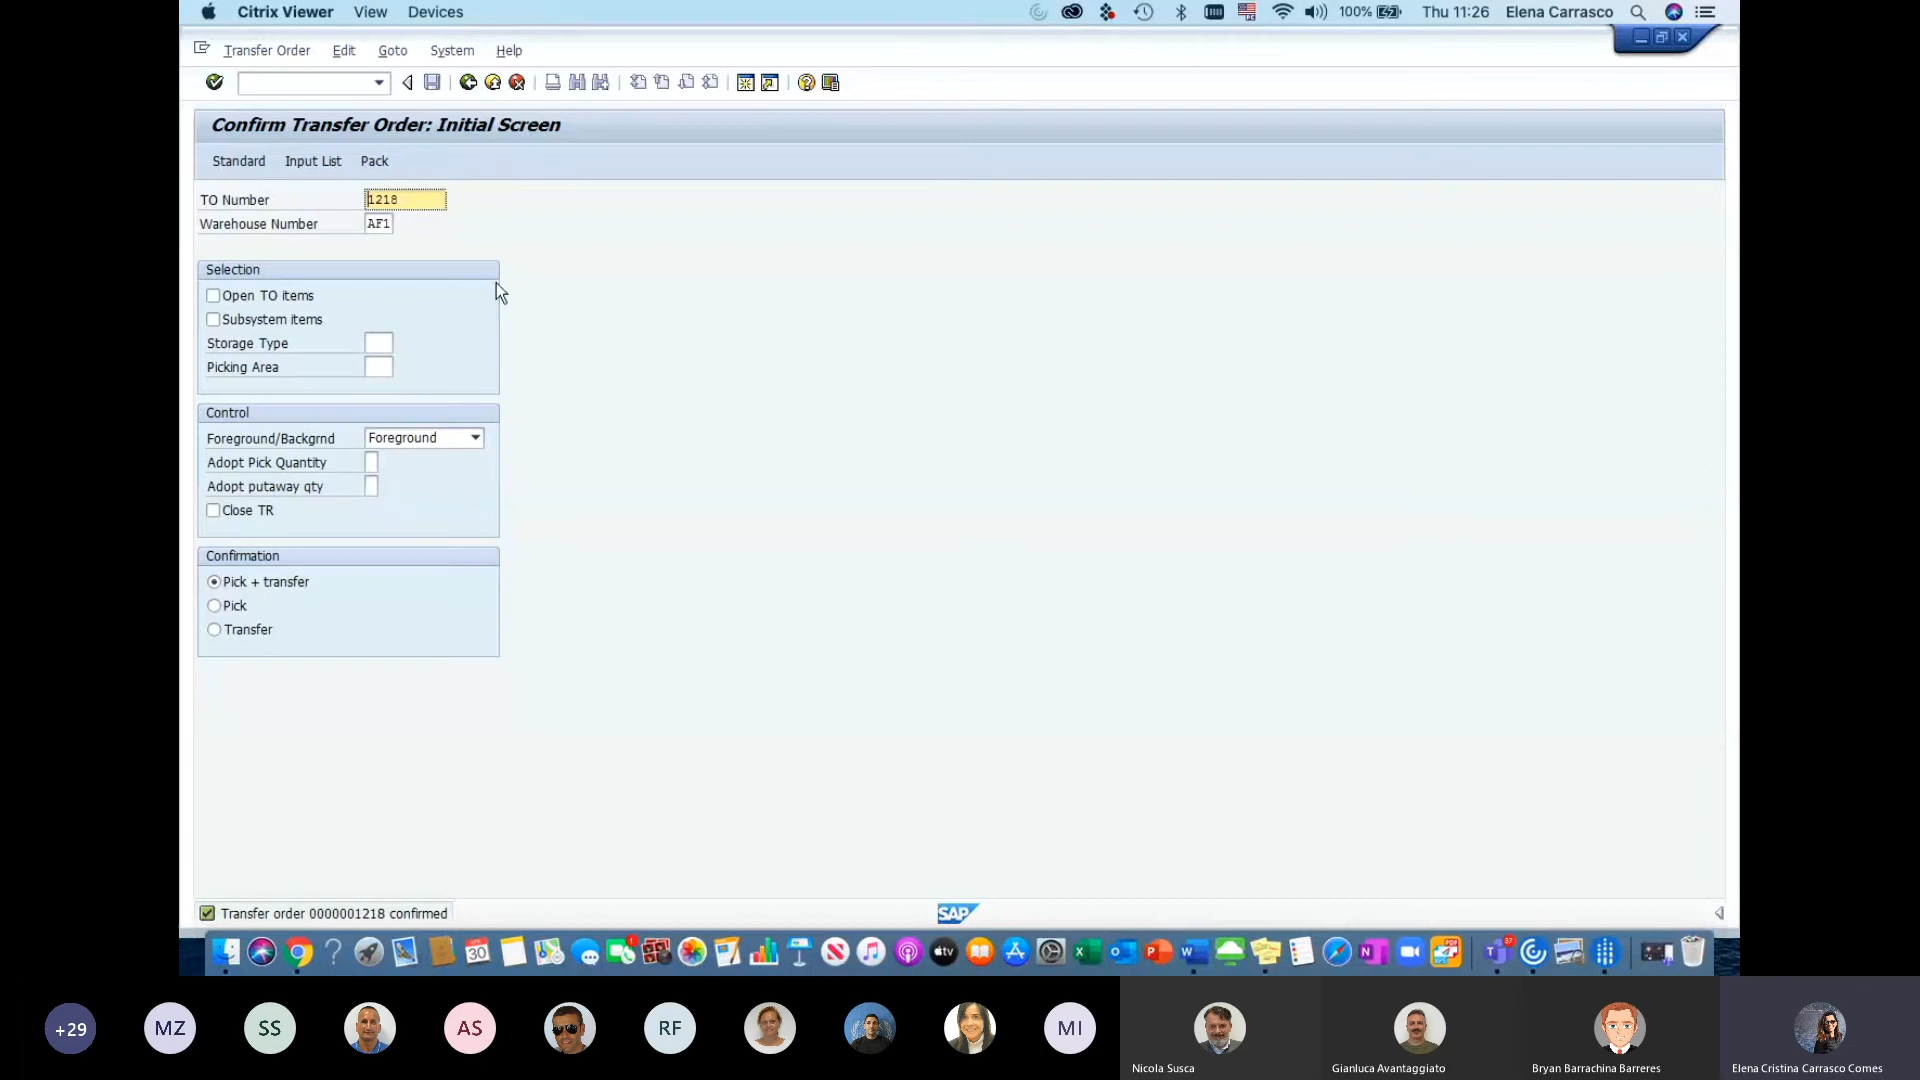 Citrix Viewer View Devices 100% Thu 11:26 Elena Carrasco
Transfer Order Edit Goto System Help
Confirm Transfer Order: Initial Screen
Standard Input List Pack
TO Number 1218
Warehouse Number AF1
Selection
Open TO items
Subsystem items
Storage Type
Picking Area
Control
Foreground/Backgrnd Foreground
Adopt Pick Quantity
Adopt putaway qty
Close TR
Confirmation
Pick + transfer
Pick
Transfer
Transfer order 0000001218 confirmed SAP
30 tv
+29 MZ SS AS RF MI
Nicola Susca Gianluca Avantaggiato Bryan Barrachina Barreres Elena Cristina Carrasco Comes